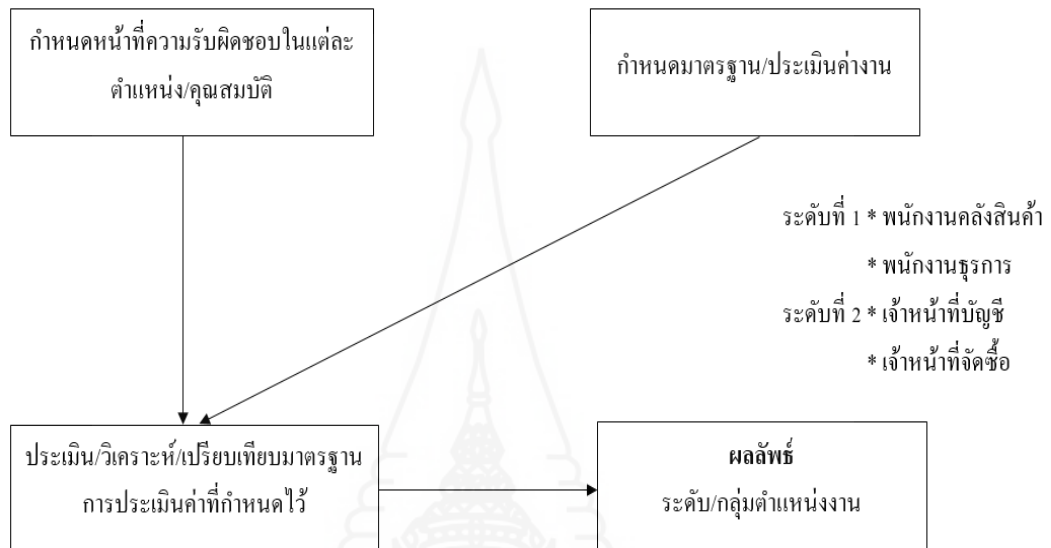 กำหนดหน้าที่ความรับผิดชอบในแต่ละ
ตำแหน่ง/คุณสมบัติ
กำหนดมาตรฐาน/ประเมินค่างาน
ระดับที่ 1 * พนักงานคลังสินค้า
* พนักงานธุรการ
ระดับที่ 2 * เจ้าหน้าที่บัญชี
* เจ้าหน้าที่จัดซื้อ
ประเมิน/วิเคราะห์/เปรียบเทียบมาตรฐาน
การประเมินค่าที่กำหนดไว้
ผลลัพธ์
ระดับ/กลุ่มตำแหน่งงาน